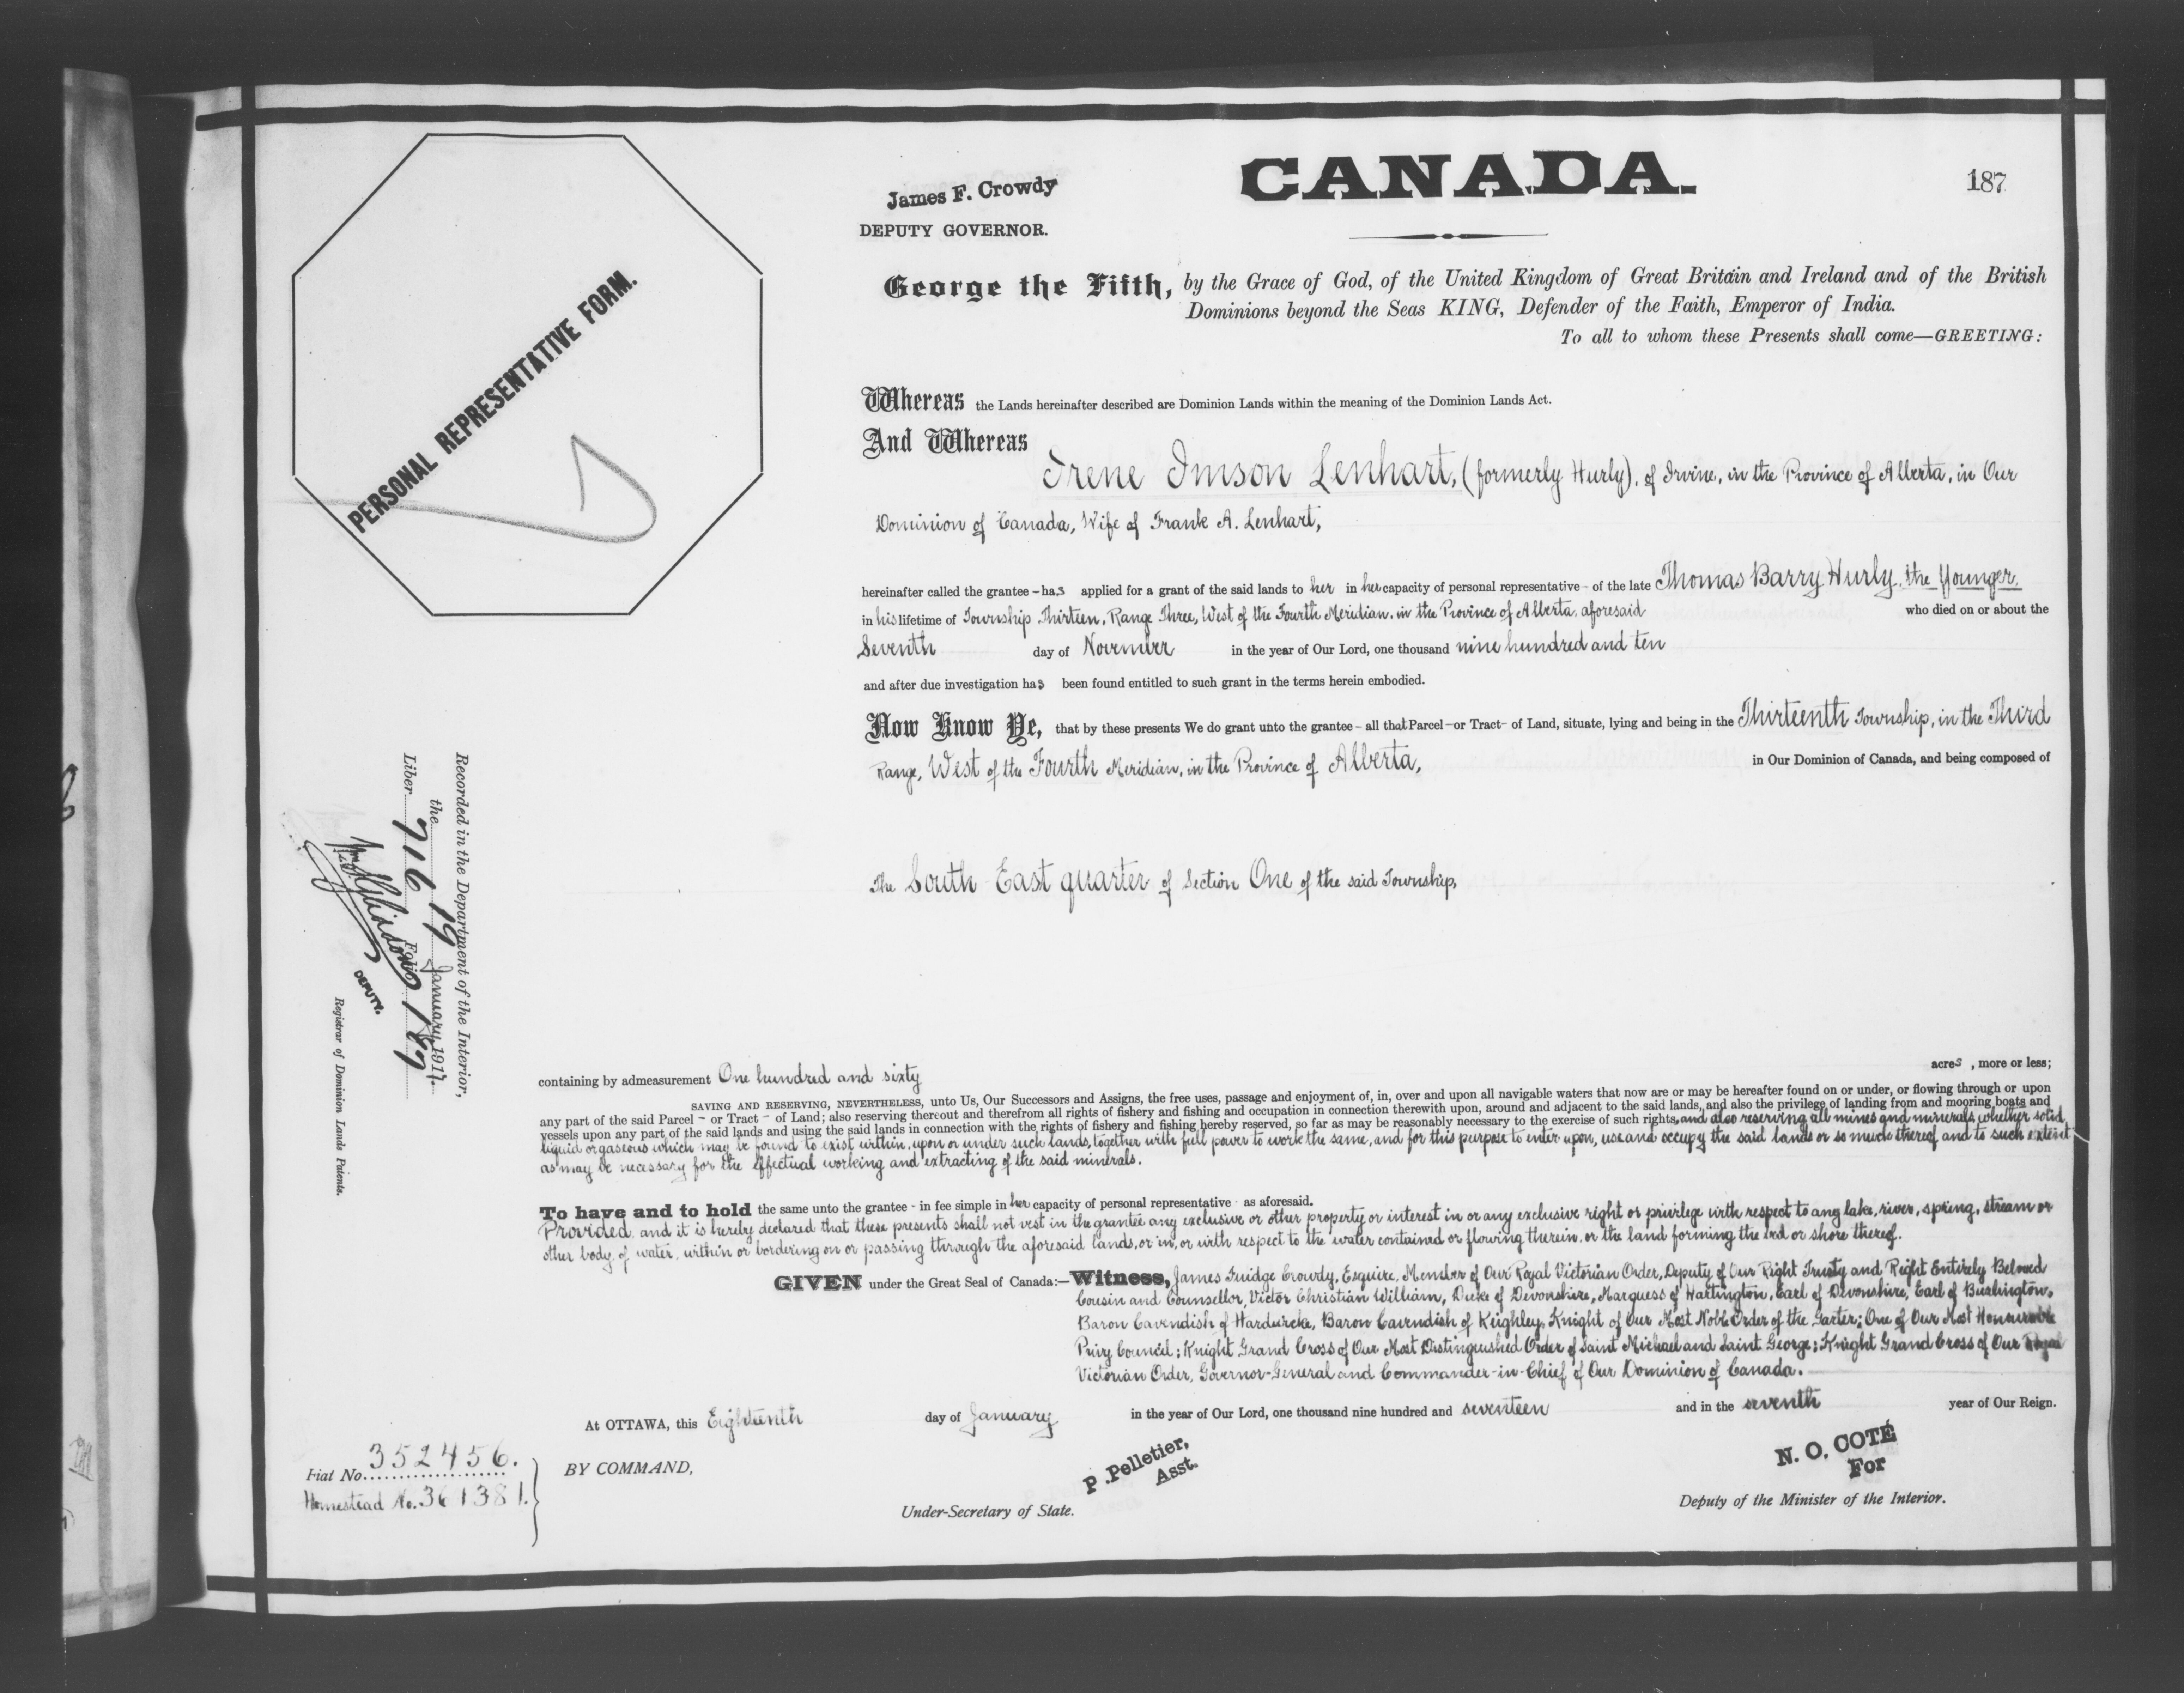 CANADA.
187
James F. Crowdy
DEPUTY GOVERNOR.
George the Fifth, by the Grace of God, of the United Kingdom of Great Britain and Ireland and of the British
Dominions beyond the Seas KING, Defender of the Faith, Emperor of India.
To all to whom these Presents shall come—GREETING:
PERSONAL REPRESENTATIVE FORM.
Whereas the Lands hereinafter described are Dominion Lands within the meaning of the Dominion Lands Act.
And Whereas
Irene Imson Lenhart, (formerly Hurly), of Irvine, in the Province of Alberta, in Our
Dominion of Canada, Wife of Frank A. Lenhart,
hereinafter called the grantee - has applied for a grant of the said lands to her in her capacity of personal representative - of the late Thomas Barry Hurly, the Younger,
in his lifetime of Township Thirteen, Range Three, West of the Fourth Meridian, in the Province of Alberta, aforesaid who died on or about the
Seventh day of November in the year of Our Lord, one thousand nine hundred and ten
and after due investigation has been found entitled to such grant in the terms herein embodied.
Now Know Ye, that by these presents We do grant unto the grantee - all that Parcel - or Tract - of Land, situate, lying and being in the Thirteenth Township, in the Third
Range, West of the Fourth Meridian, in the Province of Alberta, in Our Dominion of Canada, and being composed of
The South East quarter of Section One of the said Township,
Recorded in the Department of the Interior,
the 19 January, 1917.
Liber 716 Folio 187
DEPUTY.
Registrar of Dominion Lands Patents.
containing by admeasurement One hundred and sixty acres, more or less;
SAVING AND RESERVING, NEVERTHELESS, unto Us, Our Successors and Assigns, the free uses, passage and enjoyment of, in, over and upon all navigable waters that now are or may be hereafter found on or under, or flowing through or upon
any part of the said Parcel - or Tract - of Land; also reserving thereout and therefrom all rights of fishery and fishing and occupation in connection therewith upon, around and adjacent to the said lands, and also the privilege of landing from and mooring boats and
vessels upon any part of the said lands and using the said lands in connection with the rights of fishery and fishing hereby reserved, so far as may be reasonably necessary to the exercise of such rights, and also reserving all mines and minerals whether solid,
liquid or gaseous which may be found to exist within, upon or under such lands, together with full power to work the same, and for this purpose to enter upon, use and occupy the said lands or so much thereof and to such extent
as may be necessary for the effectual working and extracting of the said minerals.
To have and to hold the same unto the grantee - in fee simple in her capacity of personal representative - as aforesaid.
Provided, and it is hereby declared that these presents shall not vest in the grantee any exclusive or other property or interest in or any exclusive right or privilege with respect to any lake, river, spring, stream or
other body of water, within or bordering on or passing through the aforesaid lands, or in, or with respect to the water contained or flowing therein, or the land forming the bed or shore thereof.
GIVEN under the Great Seal of Canada:—Witness, James Fuidge Crowdy, Esquire, Member of Our Royal Victorian Order, Deputy of Our Right Trusty and Right Entirely Beloved
Cousin and Counsellor, Victor Christian William, Duke of Devonshire, Marquess of Hartington, Earl of Devonshire, Earl of Burlington,
Baron Cavendish of Hardwicke, Baron Cavendish of Keighley, Knight of Our Most Noble Order of the Garter; One of Our Most Honourable
Privy Council; Knight Grand Cross of Our Most Distinguished Order of Saint Michael and Saint George; Knight Grand Cross of Our Royal
Victorian Order, Governor-General and Commander-in-Chief of Our Dominion of Canada.
At OTTAWA, this Eighteenth day of January in the year of Our Lord, one thousand nine hundred and seventeen and in the seventh year of Our Reign.
Fiat No. 352456.
Homestead No. 361381.
BY COMMAND,
P. Pelletier,
Asst.
Under-Secretary of State.
N. O. COTÉ
For
Deputy of the Minister of the Interior.